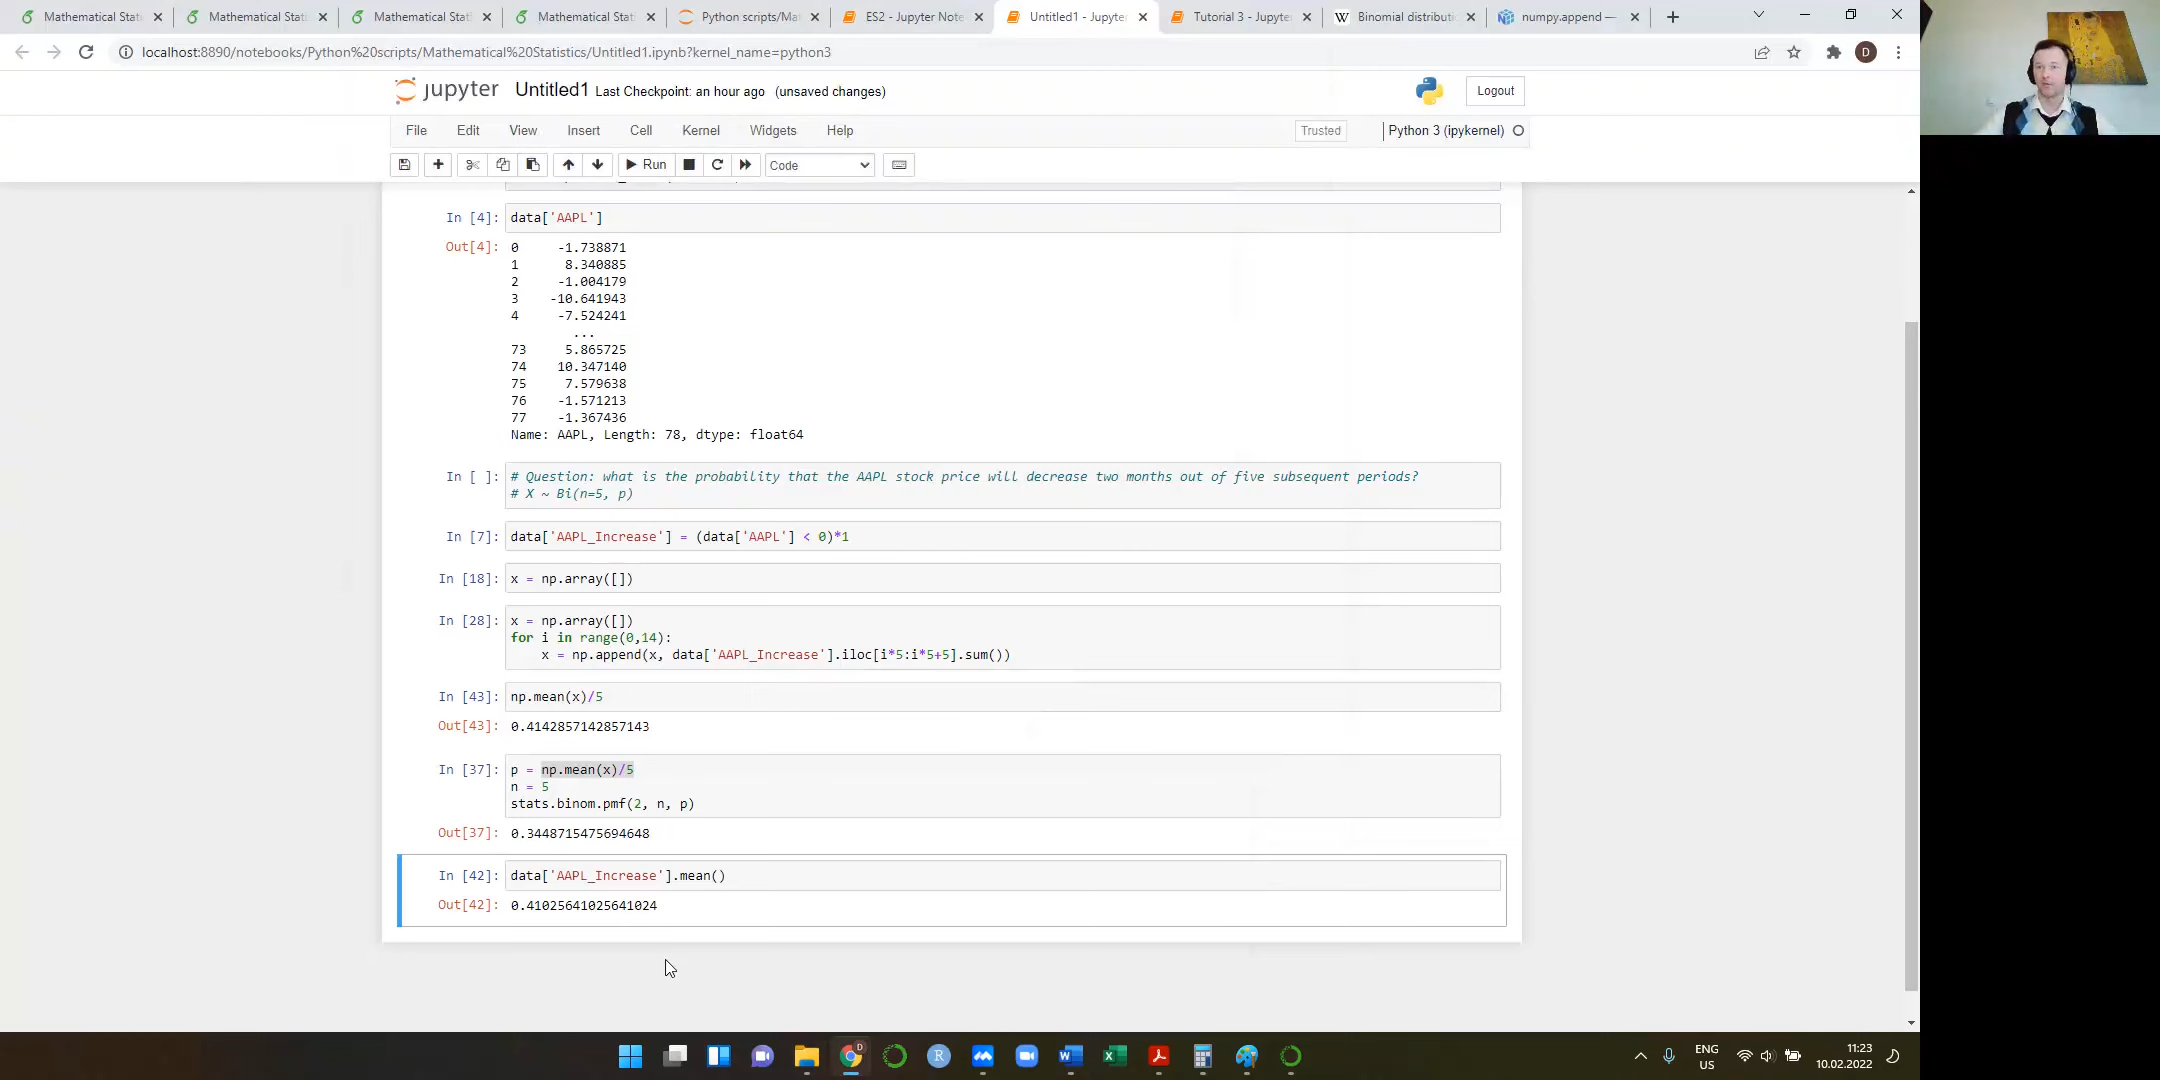 Mathematical Stat
Mathematical Stat
Mathematical Stat
Mathematical Stat
Python scripts/Mat
ES2 - Jupyter Note
Untitled1 - Jupyter
Tutorial 3 - Jupyter
Binomial distributi
numpy.append —
localhost:8890/notebooks/Python%20scripts/Mathematical%20Statistics/Untitled1.ipynb?kernel_name=python3
D
jupyter Untitled1 Last Checkpoint: an hour ago (unsaved changes)
Logout
File Edit View Insert Cell Kernel Widgets Help
Trusted
Python 3 (ipykernel)
Run
Code
In [4]: data['AAPL']
Out[4]: 0 -1.738871
1 8.340885
2 -1.004179
3 -10.641943
4 -7.524241
...
73 5.865725
74 10.347140
75 7.579638
76 -1.571213
77 -1.367436
Name: AAPL, Length: 78, dtype: float64
In [ ]: # Question: what is the probability that the AAPL stock price will decrease two months out of five subsequent periods?
# X ~ Bi(n=5, p)
In [7]: data['AAPL_Increase'] = (data['AAPL'] < 0)*1
In [18]: x = np.array([])
In [28]: x = np.array([])
for i in range(0,14):
x = np.append(x, data['AAPL_Increase'].iloc[i*5:i*5+5].sum())
In [43]: np.mean(x)/5
Out[43]: 0.4142857142857143
In [37]: p = np.mean(x)/5
n = 5
stats.binom.pmf(2, n, p)
Out[37]: 0.3448715475694648
In [42]: data['AAPL_Increase'].mean()
Out[42]: 0.41025641025641024
ENG
US
11:23
10.02.2022